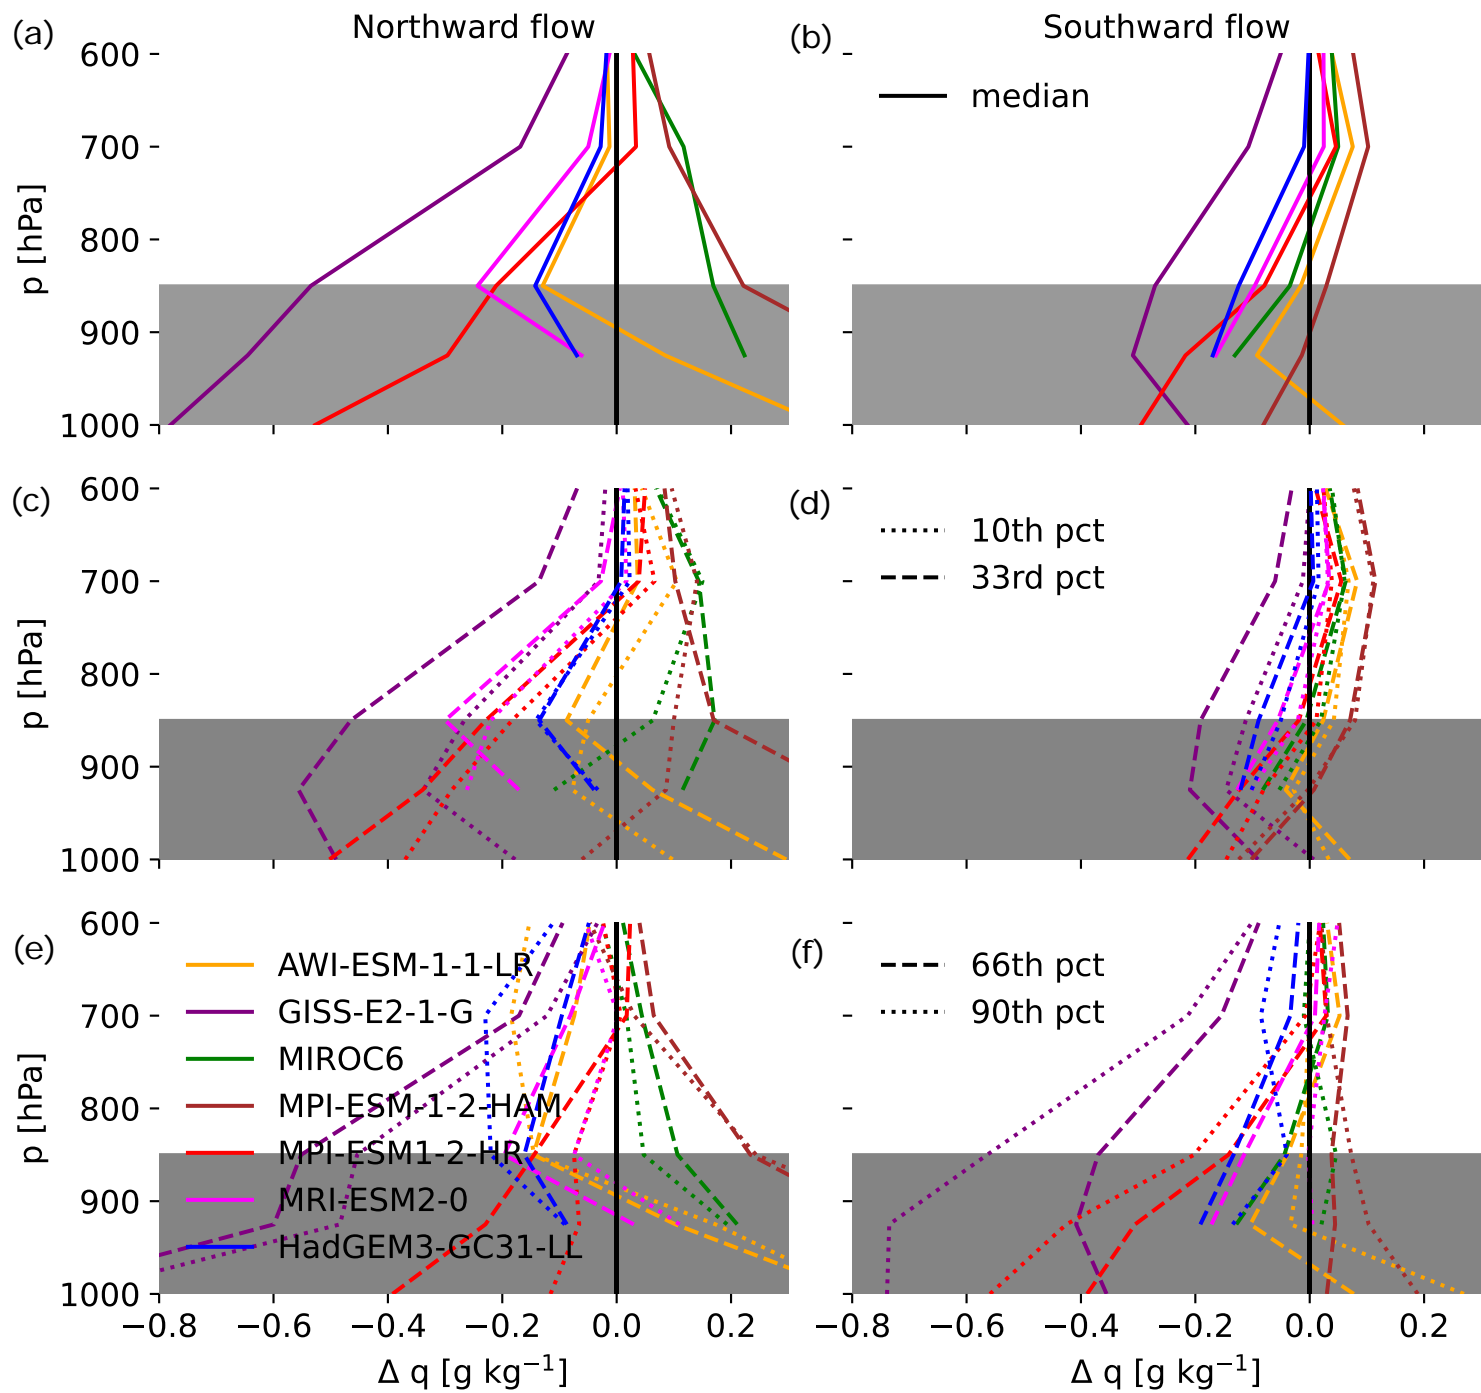 (a) Northward flow (b) Southward flow
600
median
700
800
p [hPa]
900
1000
(c) 600 (d)
10th pct
33rd pct
700
800
p [hPa]
900
1000
600
(e) (f)
AWI-ESM-1-1-LR 66th pct
GISS-E2-1-G 90th pct
700
MIROC6
MPI-ESM-1-2-HAM
800
p [hPa]
MPI-ESM1-2-HR
MRI-ESM2-0
900
HadGEM3-GC31-LL
1000
−0.8 −0.6 −0.4 −0.2 0.0 0.2 −0.8 −0.6 −0.4 −0.2 0.0 0.2
Δ q [g kg⁻¹] Δ q [g kg⁻¹]